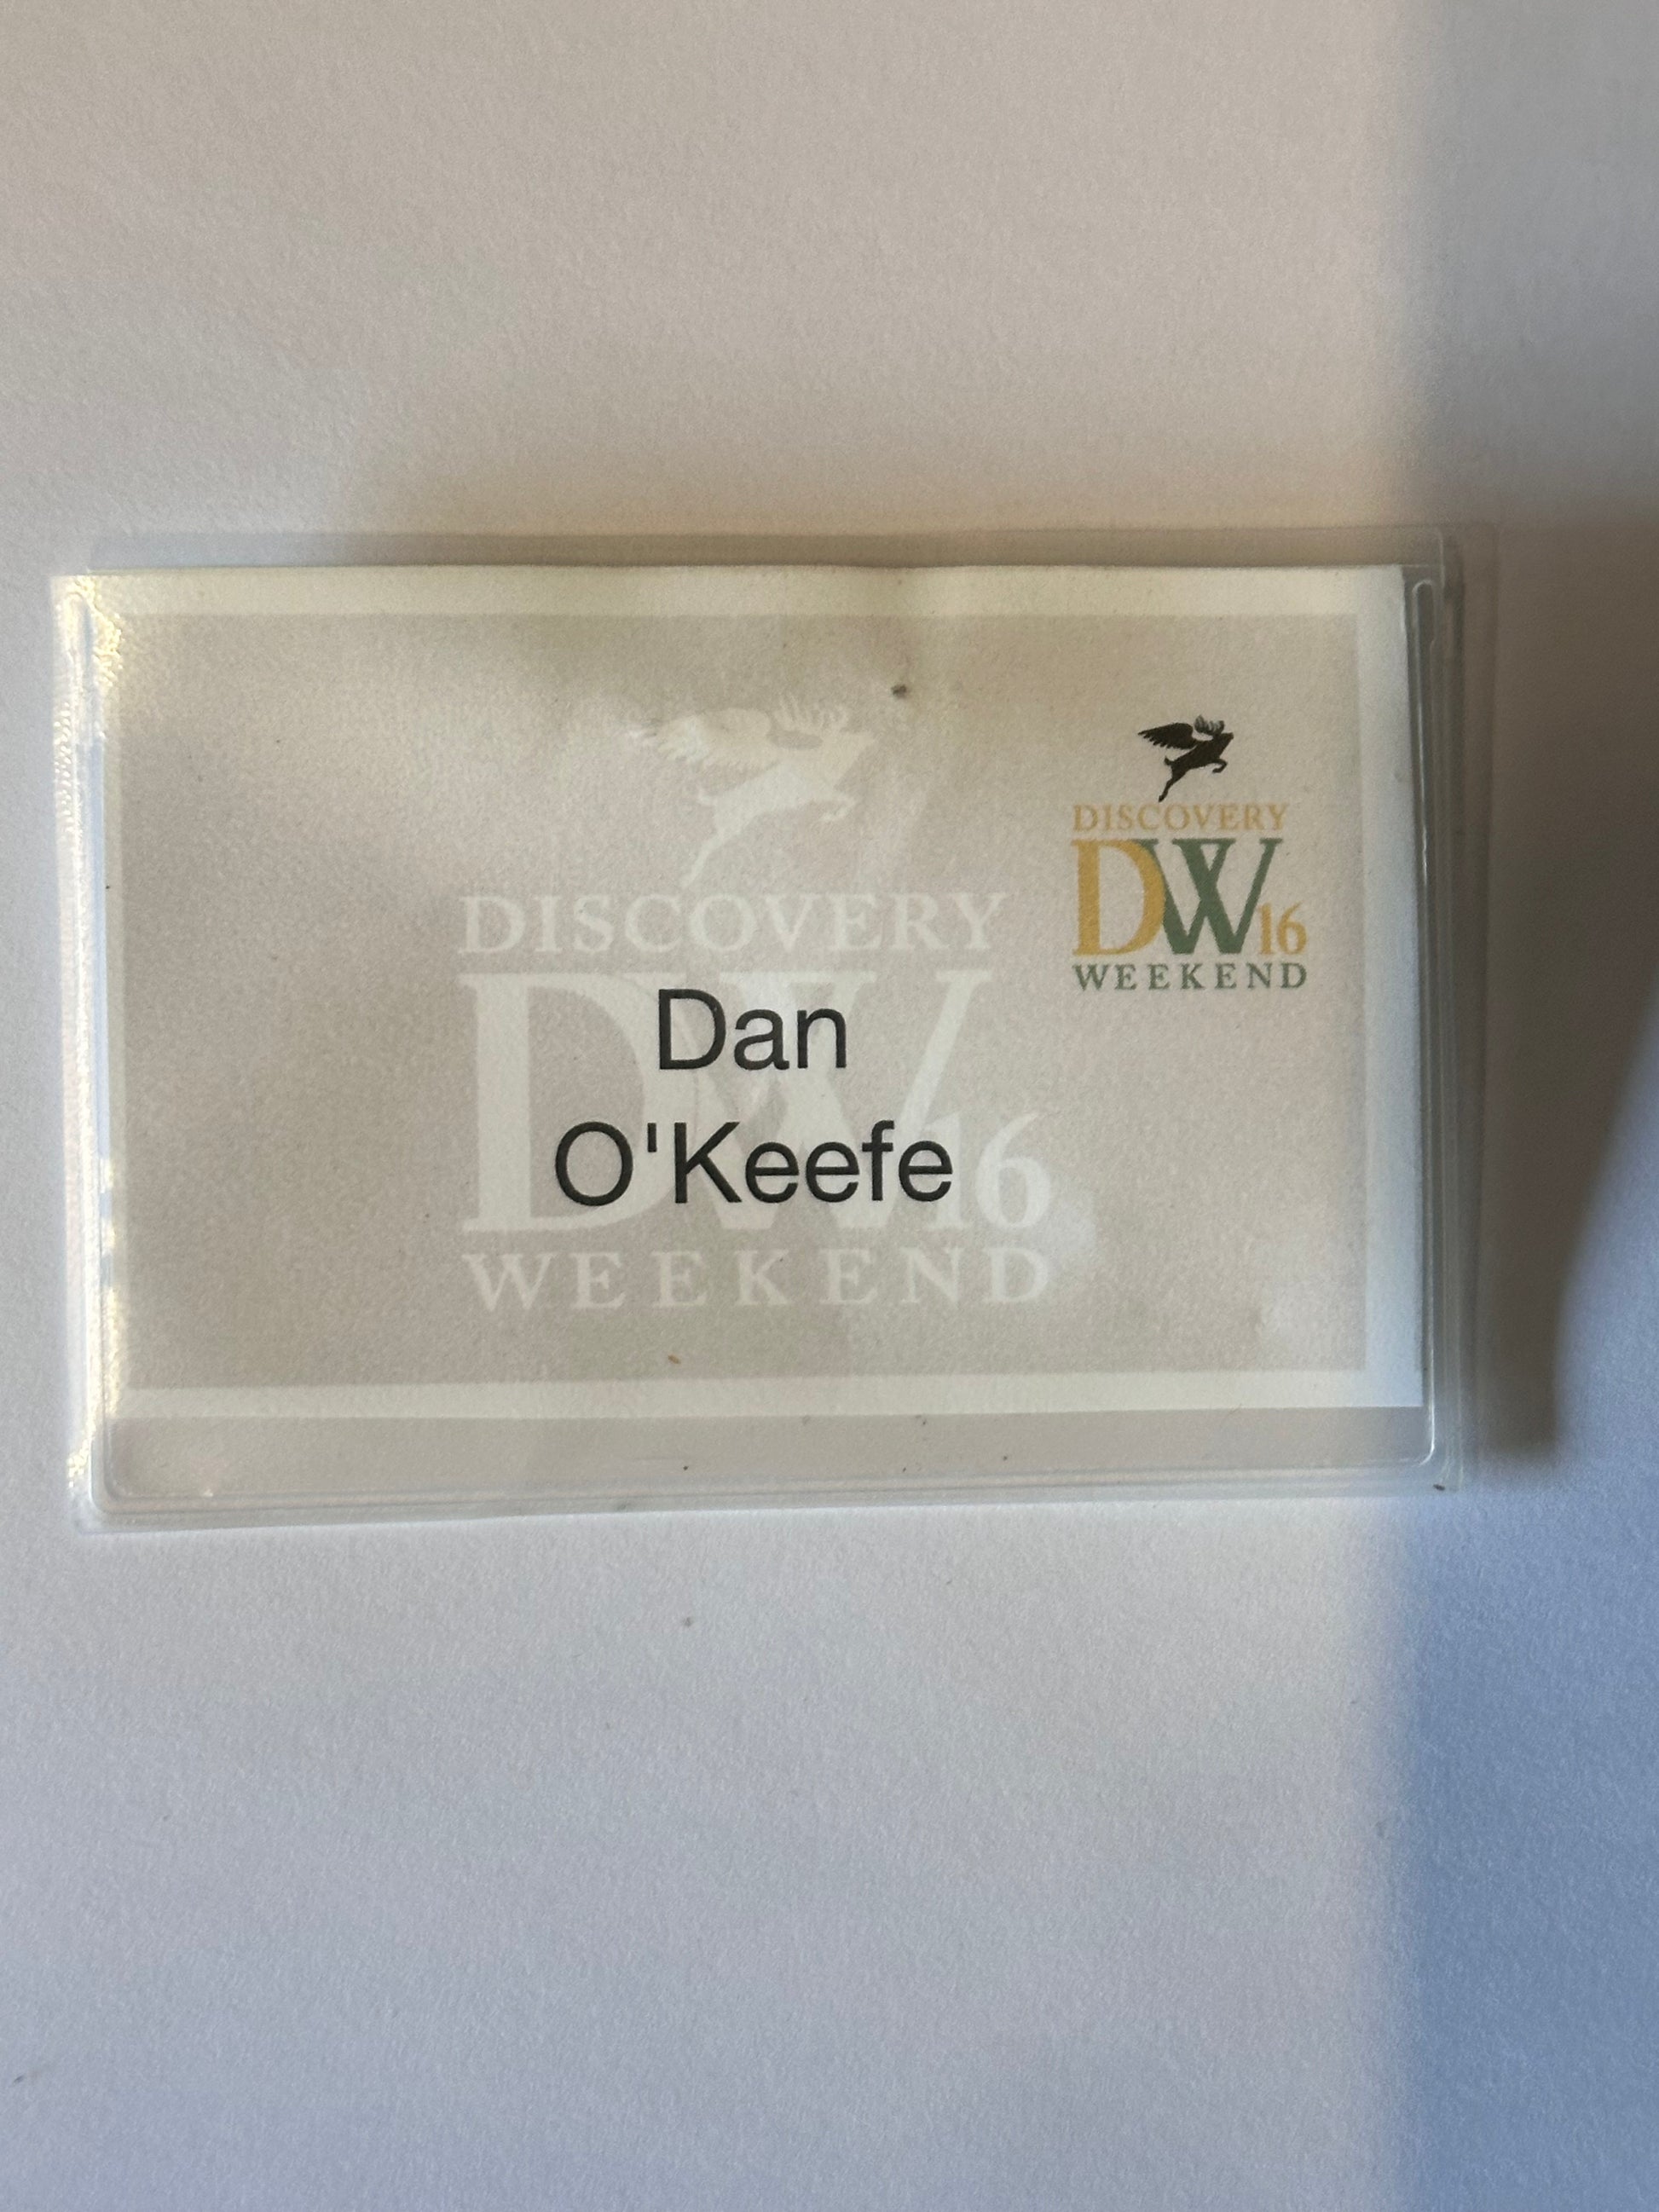 DISCOVERY
DW16
WEEKEND
DISCOVERY
DW16
WEEKEND
Dan
O'Keefe